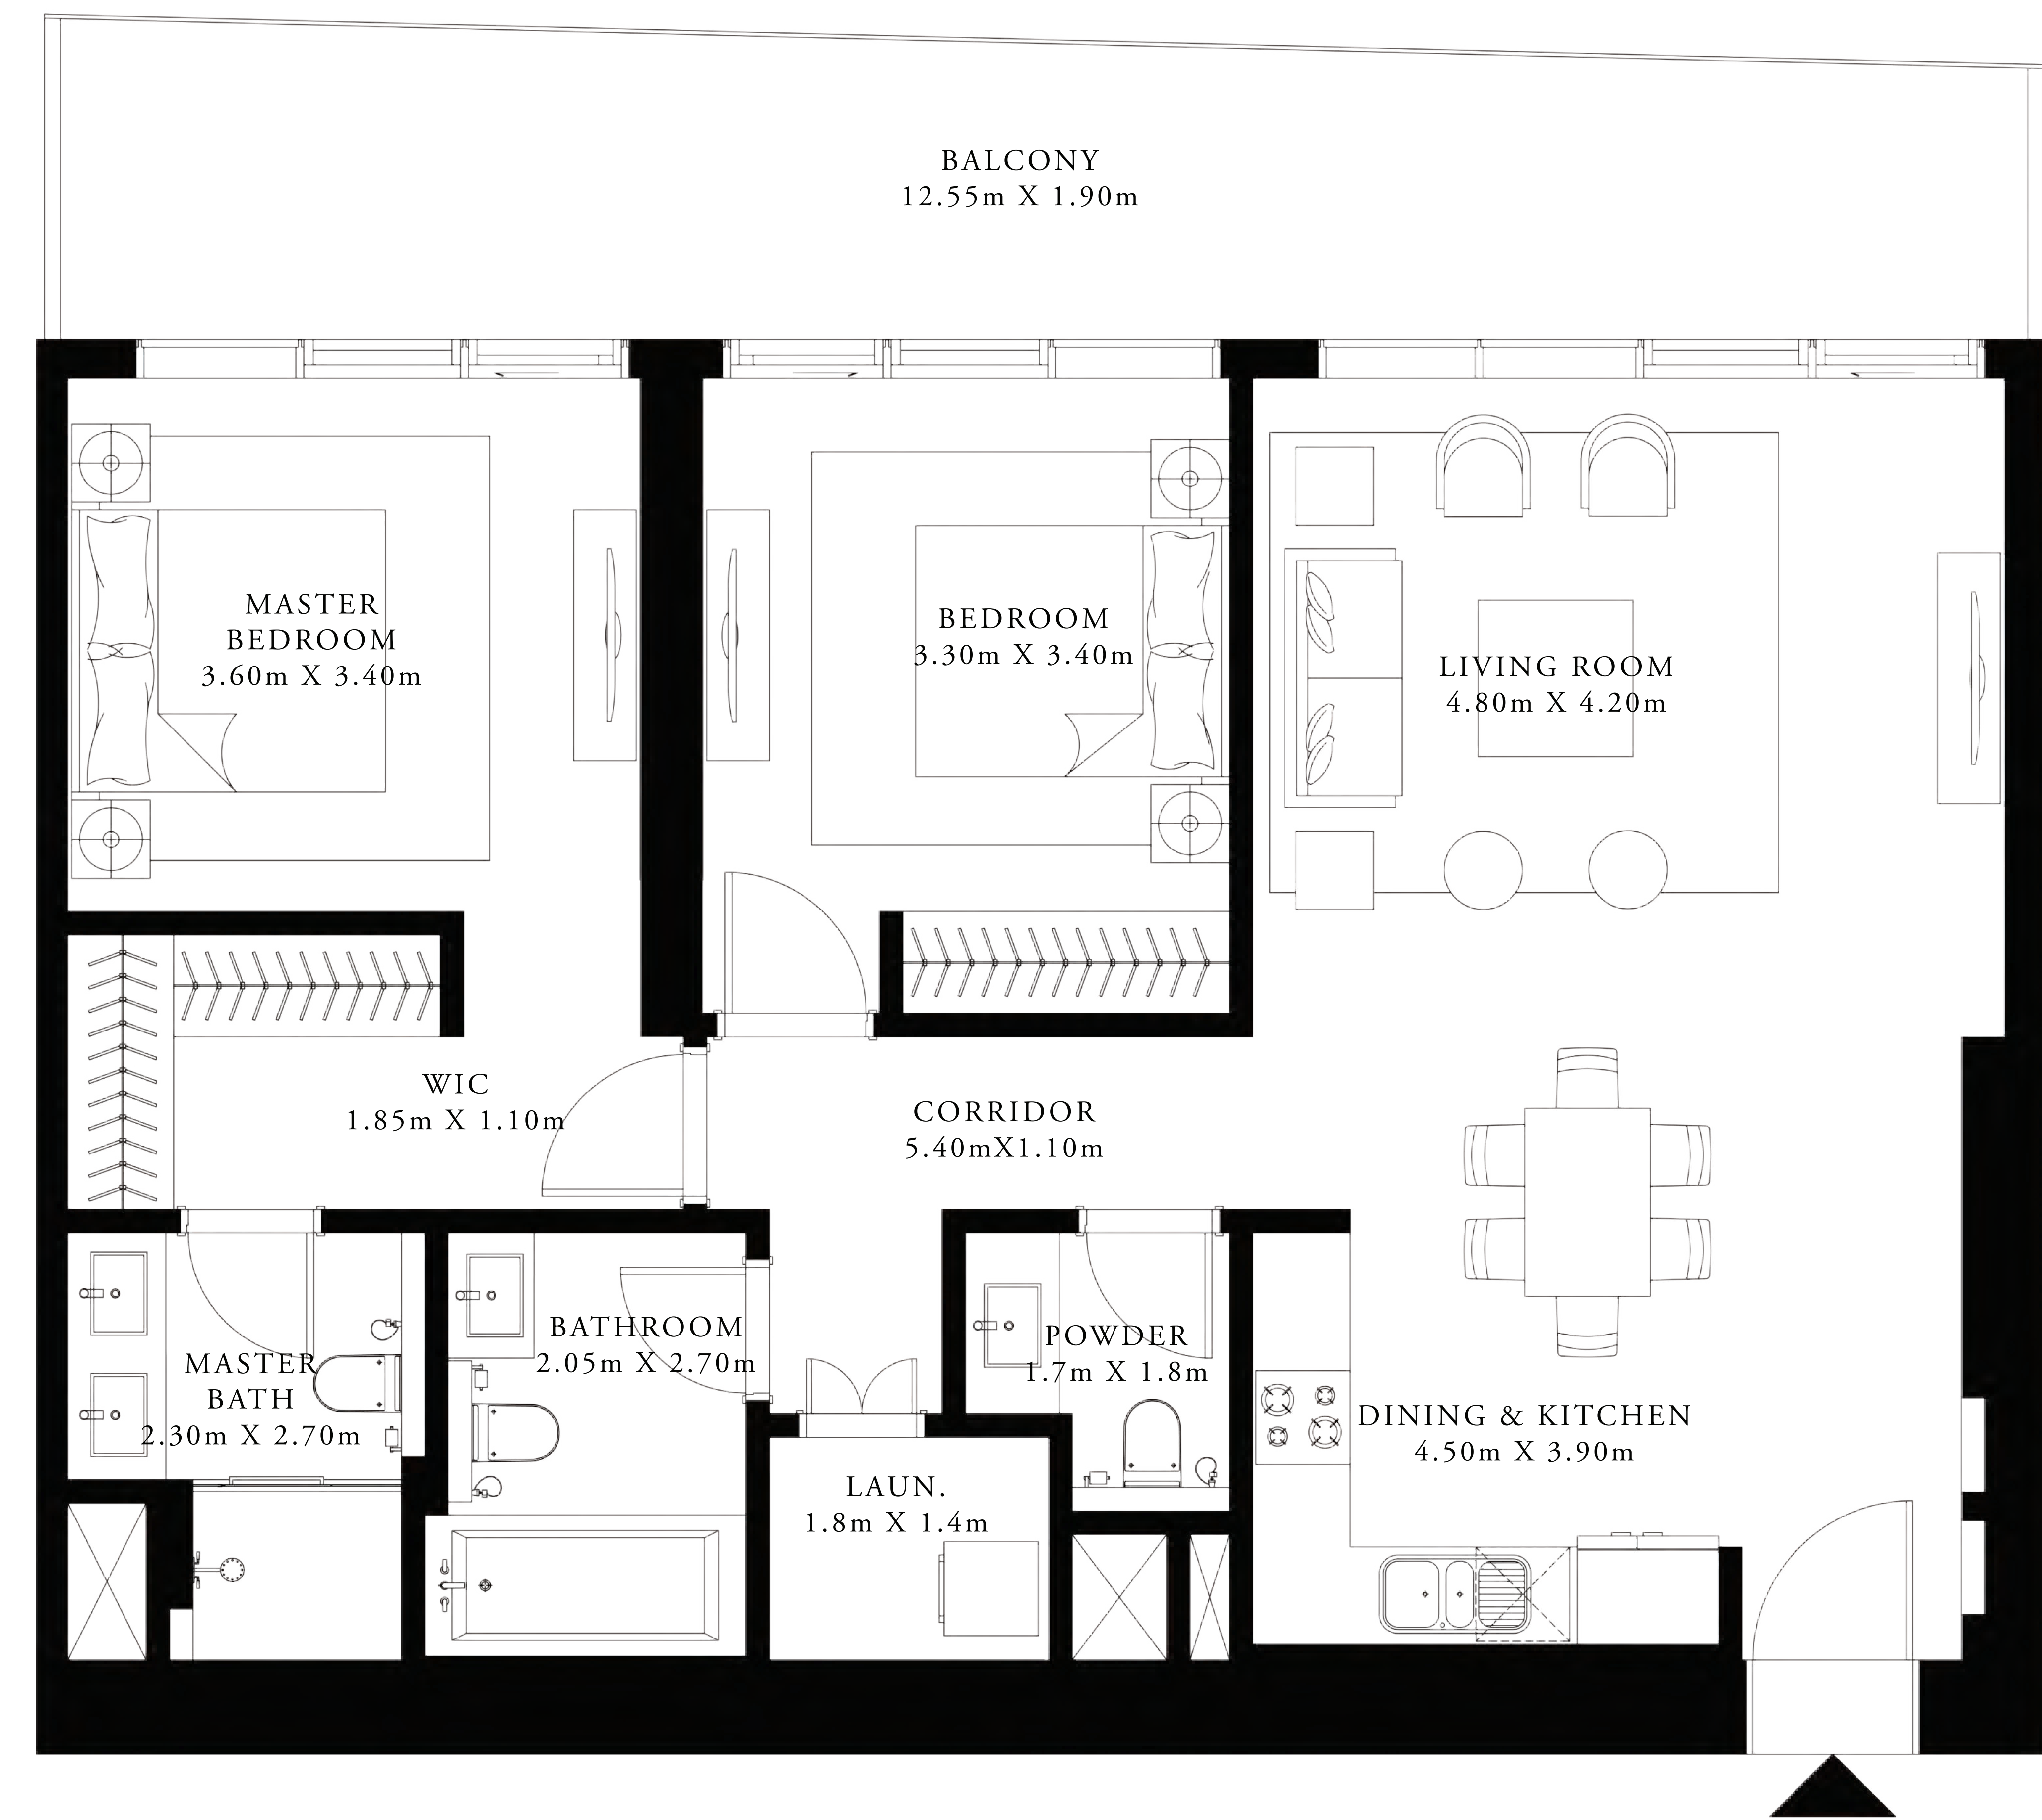 BALCONY
12.55m X 1.90m
MASTER
BEDROOM
3.60m X 3.40m
BEDROOM
3.30m X 3.40m
LIVING ROOM
4.80m X 4.20m
WIC
1.85m X 1.10m
CORRIDOR
5.40mX1.10m
MASTER
BATH
2.30m X 2.70m
BATHROOM
2.05m X 2.70m
POWDER
1.7m X 1.8m
DINING & KITCHEN
4.50m X 3.90m
LAUN.
1.8m X 1.4m